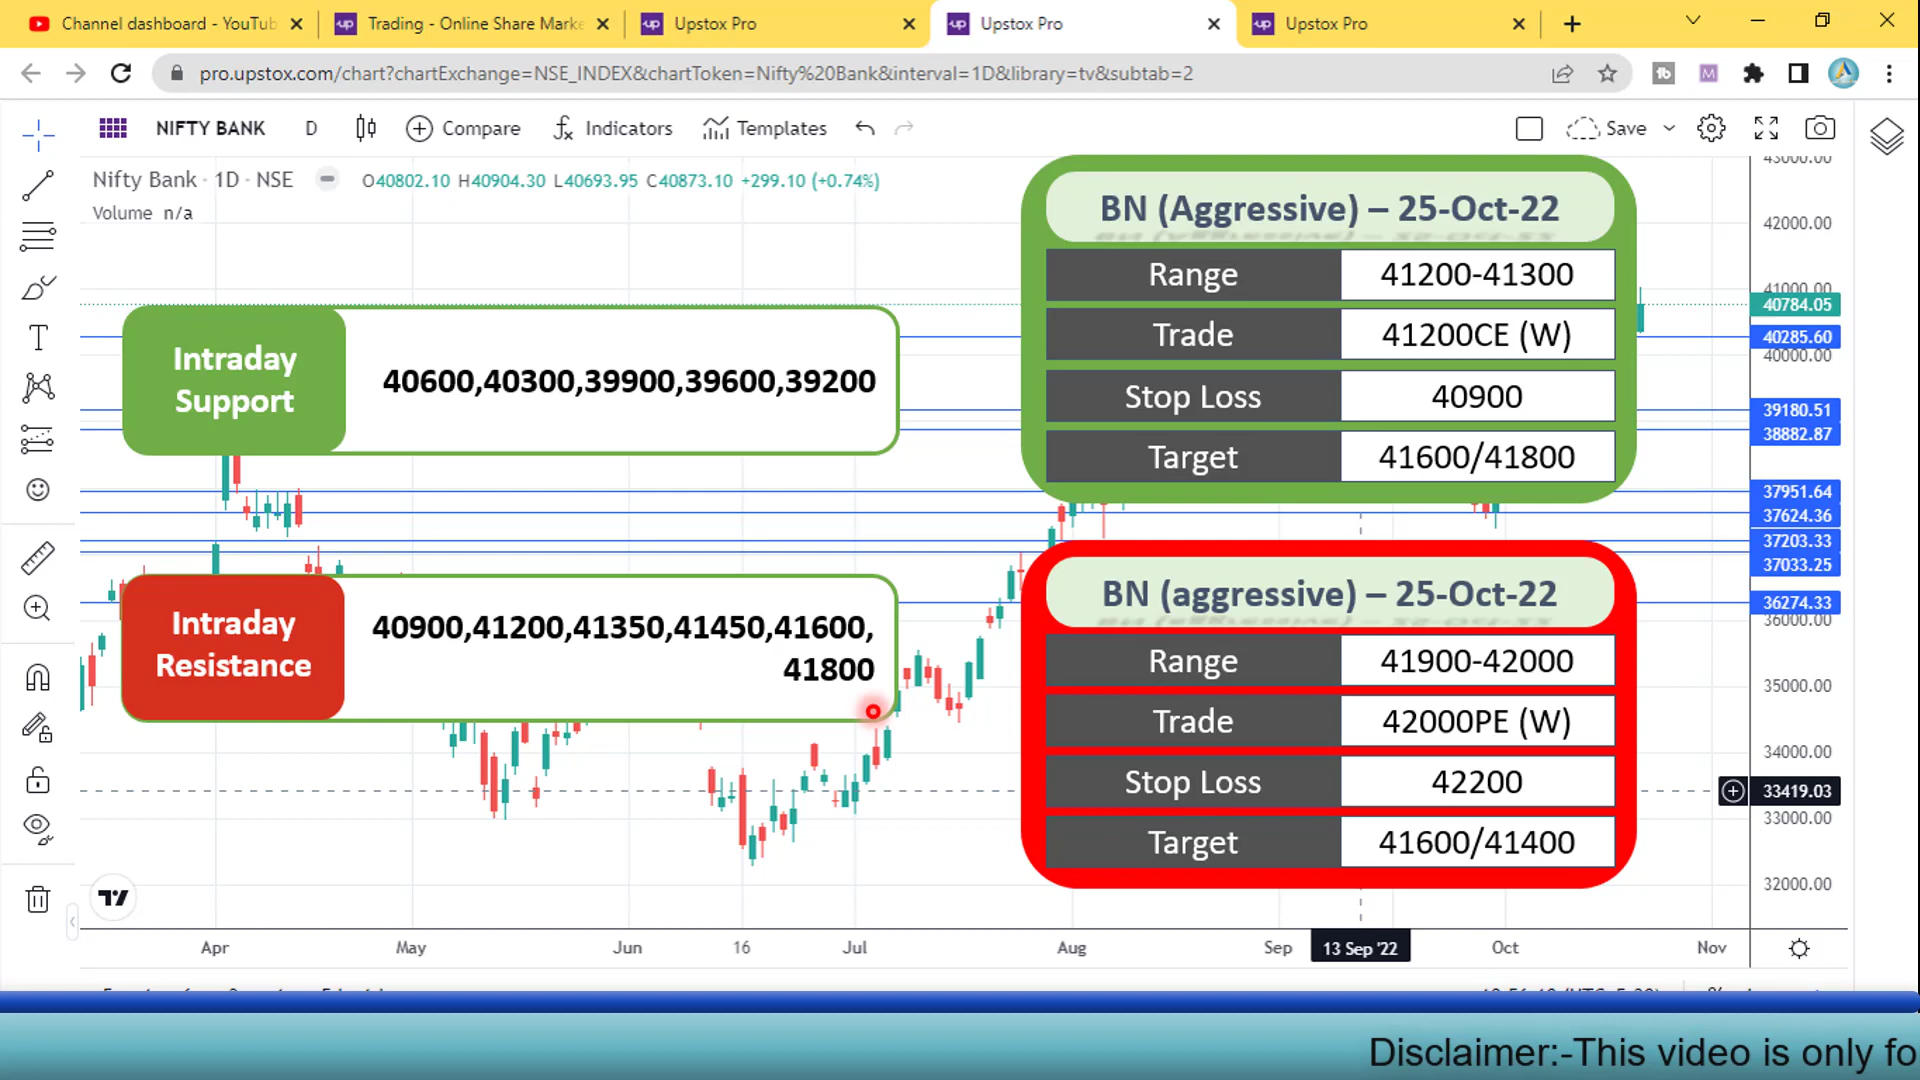 Channel dashboard - YouTub
Trading - Online Share Marke
Upstox Pro
Upstox Pro
Upstox Pro
pro.upstox.com/chart?chartExchange=NSE_INDEX&chartToken=Nifty%20Bank&interval=1D&library=tv&subtab=2
NIFTY BANK D Compare Indicators Templates Save
Nifty Bank · 1D · NSE O40802.10 H40904.30 L40693.95 C40873.10 +299.10 (+0.74%)
Volume n/a
Intraday
Support
40600,40300,39900,39600,39200
Intraday
Resistance
40900,41200,41350,41450,41600,
41800
BN (Aggressive) – 25-Oct-22
Range 41200-41300
Trade 41200CE (W)
Stop Loss 40900
Target 41600/41800
BN (aggressive) – 25-Oct-22
Range 41900-42000
Trade 42000PE (W)
Stop Loss 42200
Target 41600/41400
43000.00
42000.00
41000.00
40784.05
40285.60
40000.00
39180.51
38882.87
37951.64
37624.36
37203.33
37033.25
36274.33
36000.00
35000.00
34000.00
33419.03
33000.00
32000.00
Apr May Jun 16 Jul Aug Sep 13 Sep '22 Oct Nov
Disclaimer:-This video is only fo